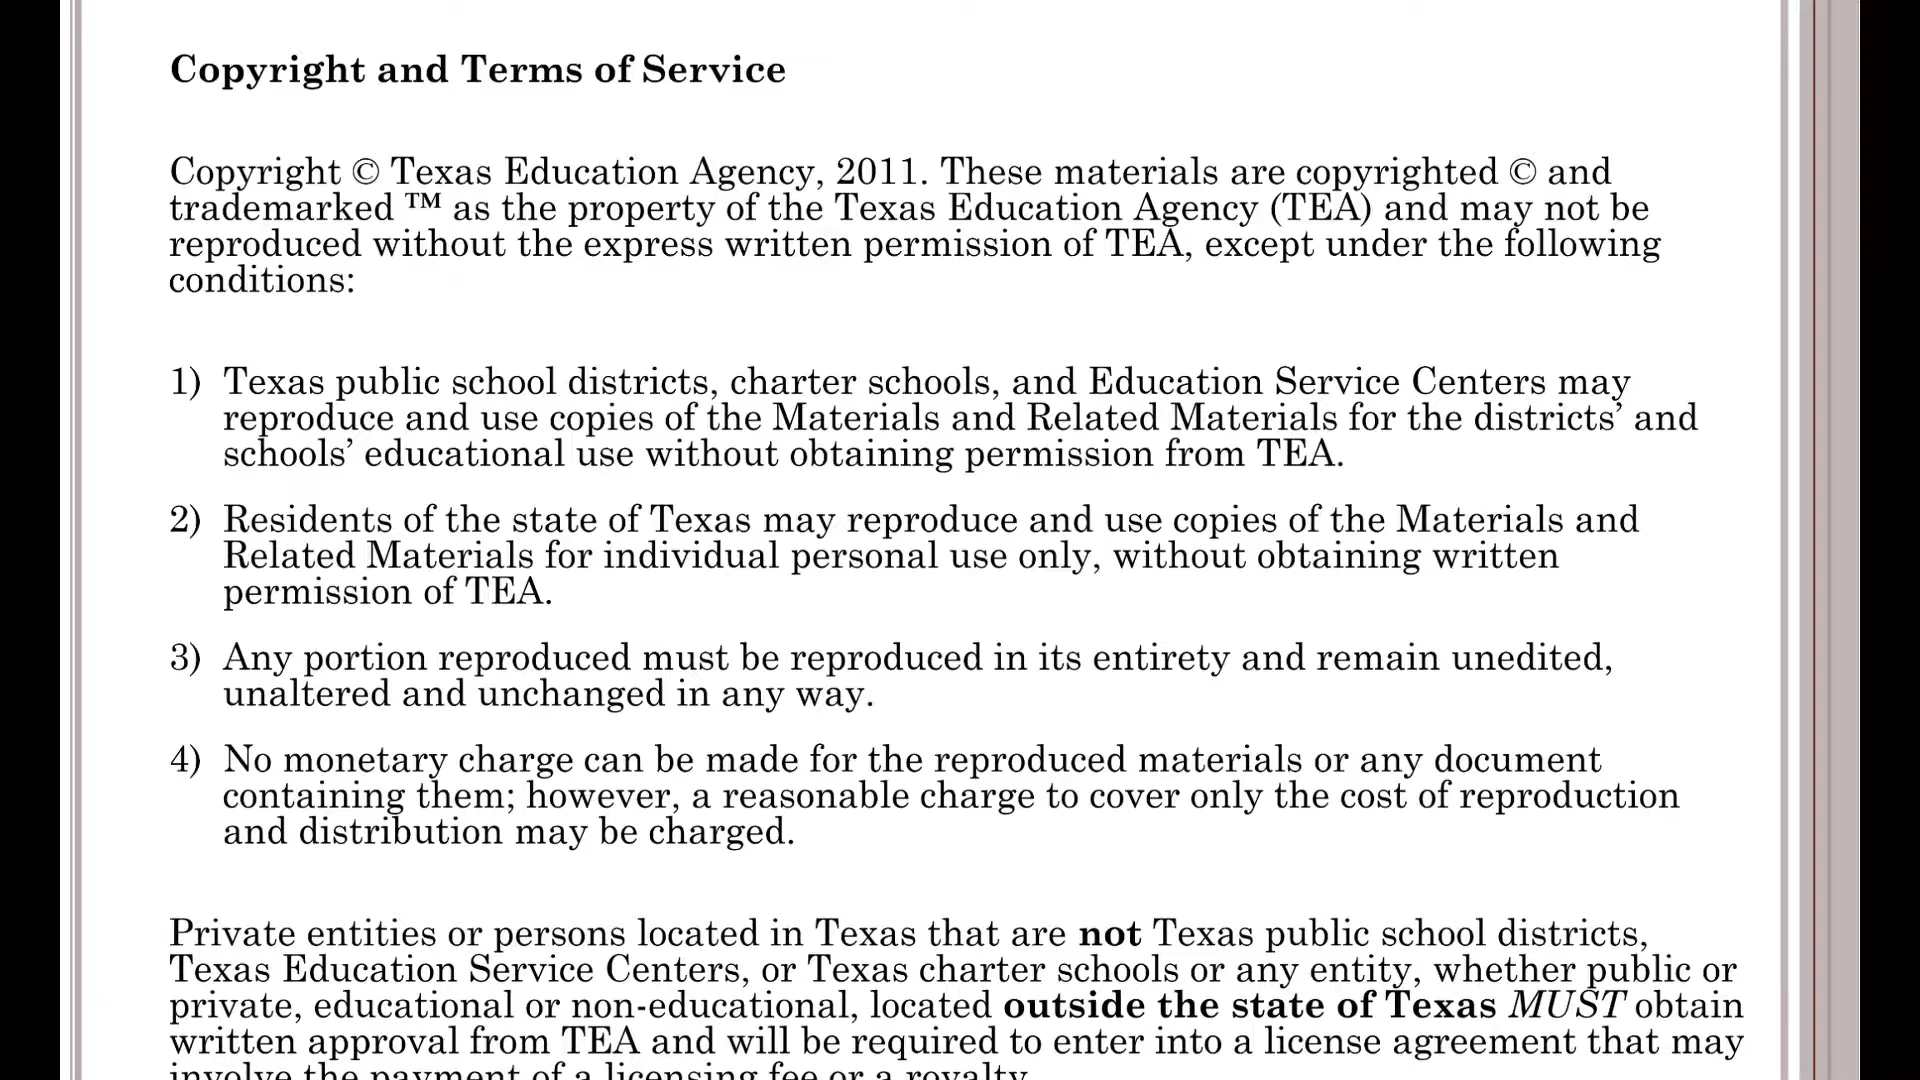 Copyright and Terms of Service
Copyright © Texas Education Agency, 2011. These materials are copyrighted © and
trademarked ™ as the property of the Texas Education Agency (TEA) and may not be
reproduced without the express written permission of TEA, except under the following
conditions:
1) Texas public school districts, charter schools, and Education Service Centers may
reproduce and use copies of the Materials and Related Materials for the districts’ and
schools’ educational use without obtaining permission from TEA.
2) Residents of the state of Texas may reproduce and use copies of the Materials and
Related Materials for individual personal use only, without obtaining written
permission of TEA.
3) Any portion reproduced must be reproduced in its entirety and remain unedited,
unaltered and unchanged in any way.
4) No monetary charge can be made for the reproduced materials or any document
containing them; however, a reasonable charge to cover only the cost of reproduction
and distribution may be charged.
Private entities or persons located in Texas that are not Texas public school districts,
Texas Education Service Centers, or Texas charter schools or any entity, whether public or
private, educational or non-educational, located outside the state of Texas MUST obtain
written approval from TEA and will be required to enter into a license agreement that may
involve the payment of a licensing fee or a royalty